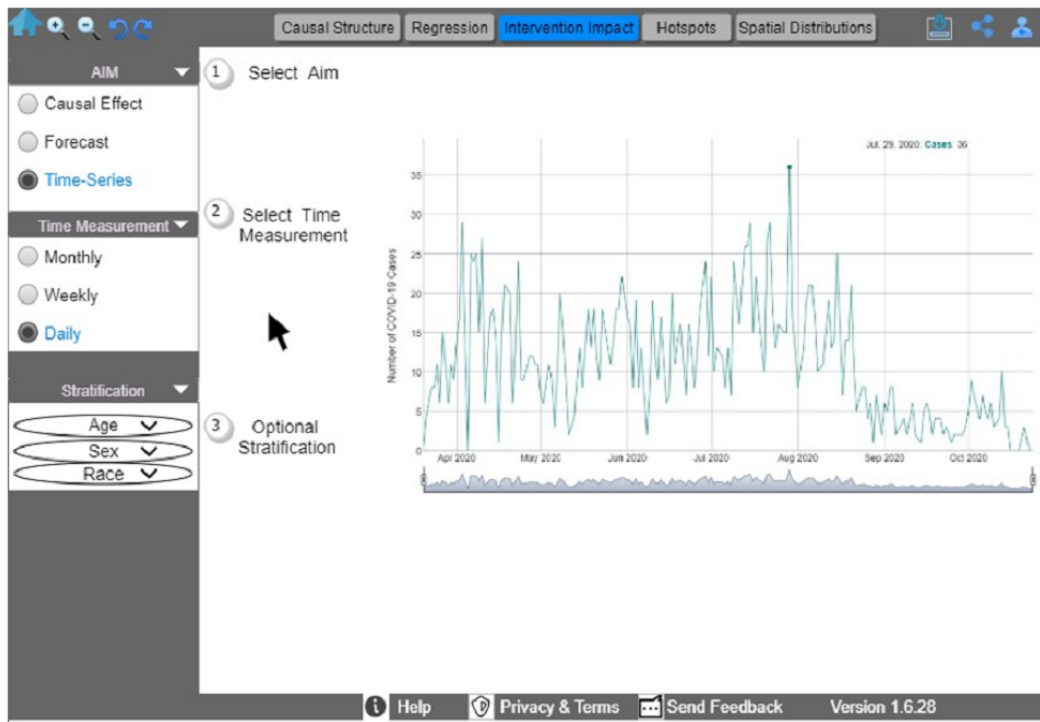 Causal Structure
Regression
Intervention Impact
Hotspots
Spatial Distributions
AIM
Causal Effect
Forecast
Time-Series
Time Measurement
Monthly
Weekly
Daily
Stratification
Age
Sex
Race
1 Select Aim
2 Select Time
Measurement
3 Optional
Stratification
Jul, 29, 2020: Cases: 36
Number of COVID-19 Cases
35
30
25
20
15
10
5
0
Apr 2020
May 2020
Jun 2020
Jul 2020
Aug 2020
Sep 2020
Oct 2020
Help
Privacy & Terms
Send Feedback
Version 1.6.28